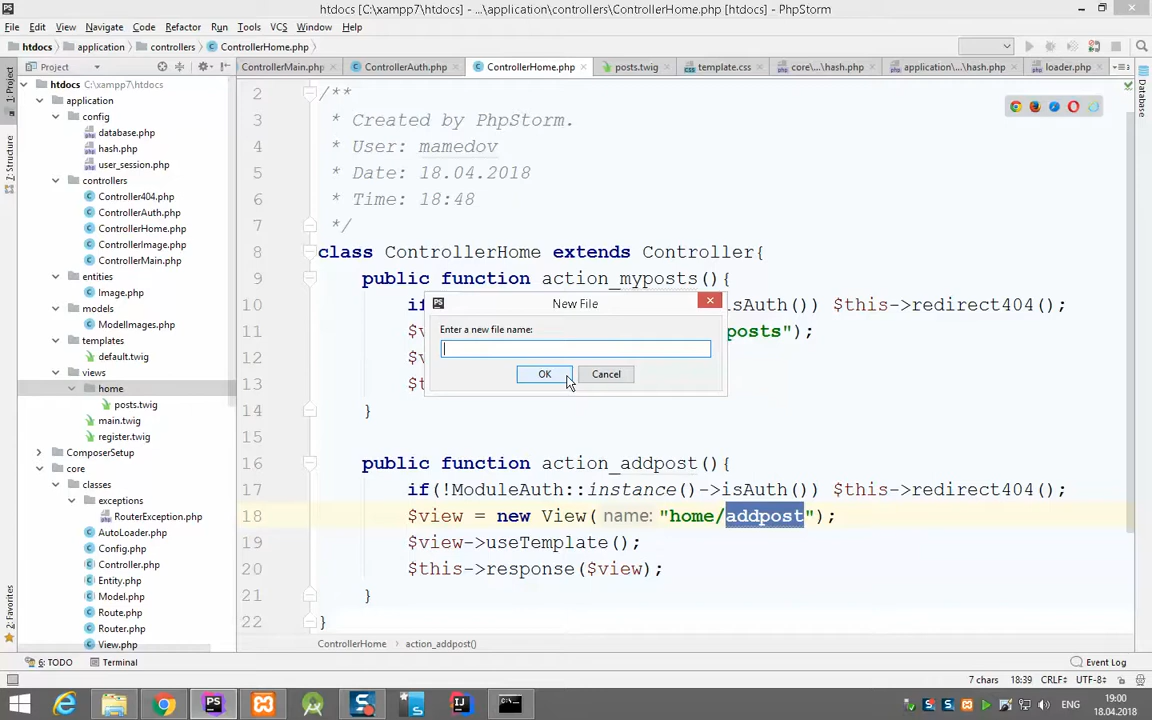 htdocs [C:\xampp7\htdocs] - ...\application\controllers\ControllerHome.php [htdocs] - PhpStorm
File Edit View Navigate Code Refactor Run Tools VCS Window Help
htdocs application controllers ControllerHome.php
Project
ControllerMain.php ControllerAuth.php ControllerHome.php posts.twig template.css core\...\hash.php application\...\hash.php loader.php
1: Project
Z: Structure
2: Favorites
Database
htdocs C:\xampp7\htdocs
application
config
database.php
hash.php
user_session.php
controllers
Controller404.php
ControllerAuth.php
ControllerHome.php
ControllerImage.php
ControllerMain.php
entities
Image.php
models
ModelImages.php
templates
default.twig
views
home
posts.twig
main.twig
register.twig
ComposerSetup
core
classes
exceptions
RouterException.php
AutoLoader.php
Config.php
Controller.php
Entity.php
Model.php
Route.php
Router.php
View.php
2 /**
3 * Created by PhpStorm.
4 * User: mamedov
5 * Date: 18.04.2018
6 * Time: 18:48
7 */
8 class ControllerHome extends Controller{
9 public function action_myposts(){
10 if isAuth()) $this->redirect404();
11 $v posts");
12 $v
13 $t
14 }
15
16 public function action_addpost(){
17 if(!ModuleAuth::instance()->isAuth()) $this->redirect404();
18 $view = new View( name: "home/addpost");
19 $view->useTemplate();
20 $this->response($view);
21 }
22 }
New File
Enter a new file name:
OK Cancel
ControllerHome action_addpost()
6: TODO Terminal Event Log
7 chars 18:39 CRLF UTF-8
ENG 19:00
18.04.2018